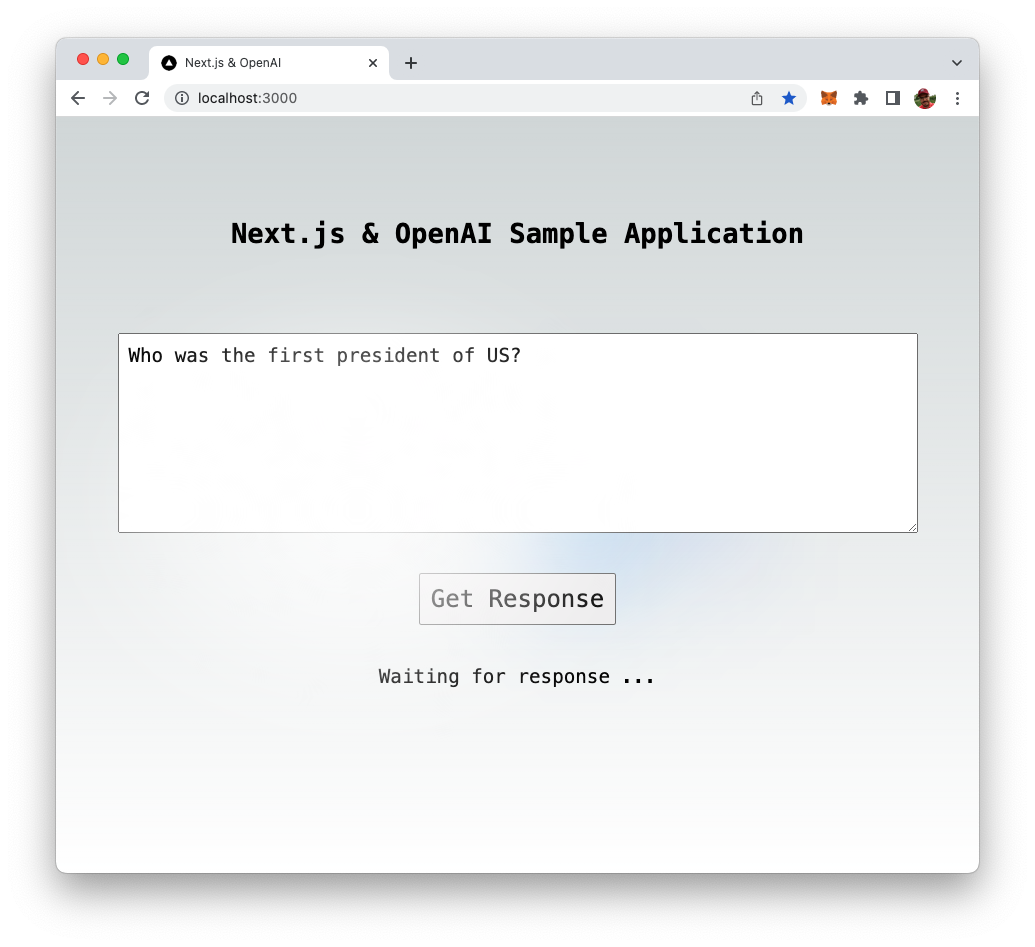 Next.js & OpenAI
localhost:3000
Next.js & OpenAI Sample Application
Who was the first president of US?
Get Response
Waiting for response ...